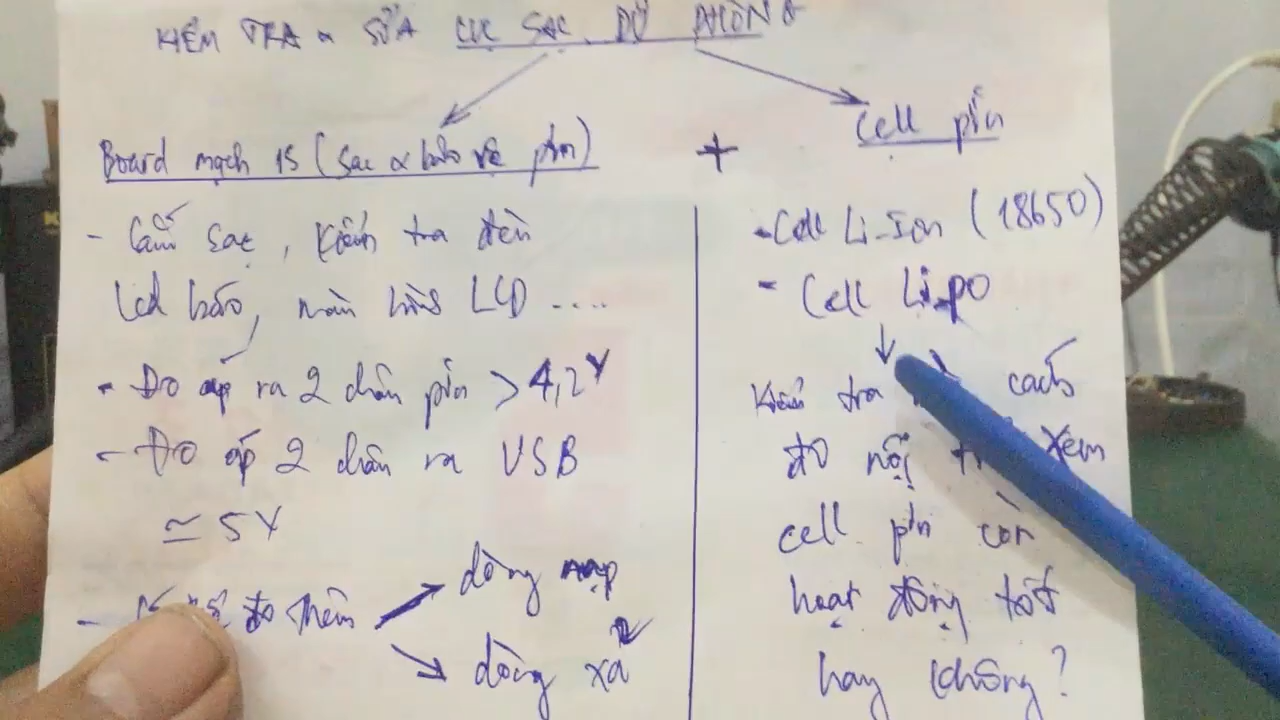 KIỂM TRA & SỬA CỤC SẠC DỰ PHÒNG
Board mạch 1S (Sạc & bảo vệ pin)
- Cắm sạc, kiểm tra đèn
Led báo, màn hình LCD ....
- Đo áp ra 2 chân pin > 4,2V
- Đo áp 2 chân ra USB
≃ 5V
- đo thêm
dòng nạp
dòng xả
+
Cell pin
- Cell Li-Ion (18650)
- Cell Li-po
Kiểm tra cách
đo nội xem
cell pin còn
hoạt động tốt
hay không?